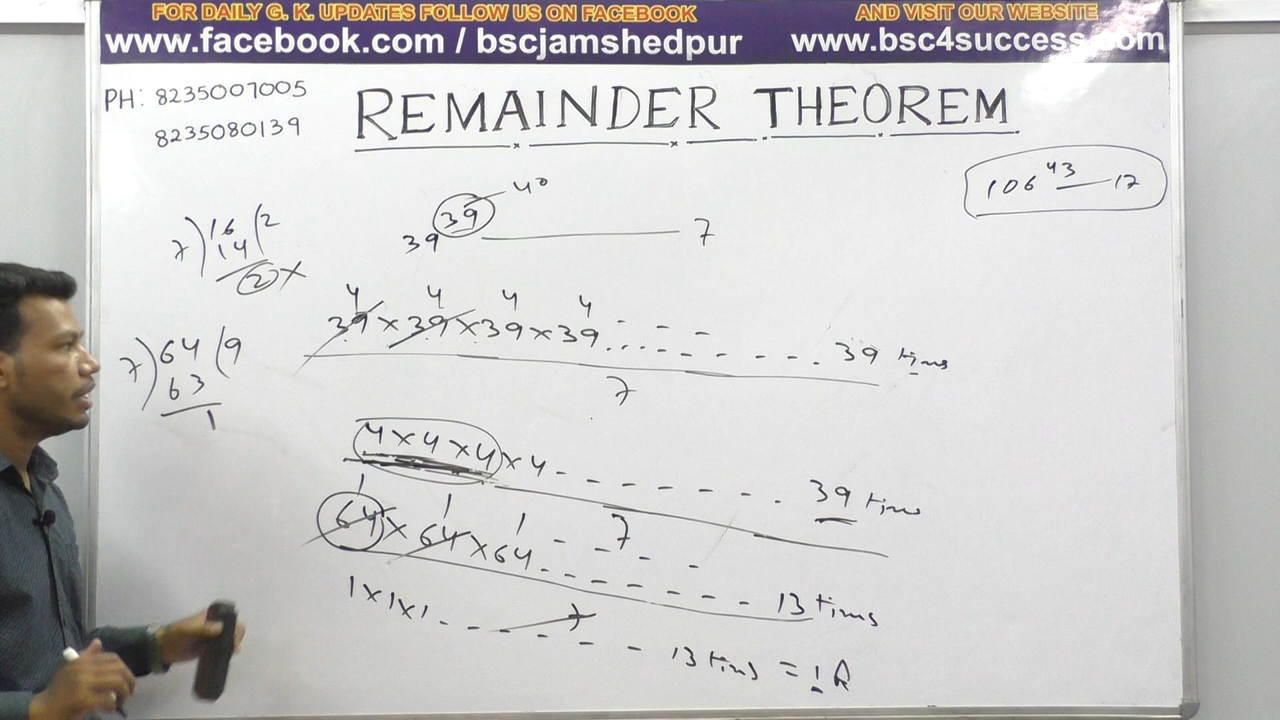 FOR DAILY G. K. UPDATES FOLLOW US ON FACEBOOK AND VISIT OUR WEBSITE
www.facebook.com / bscjamshedpur www.bsc4success.com
PH: 8235007005
8235080139
REMAINDER THEOREM
106^43 — 17
39^39 — 7
40
7)16(2
14
2 ×
4 4 4 4
39 × 39 × 39 × 39 . . . . . 39 times
7
7)64(9
63
1
4 × 4 × 4 × 4 - - - - - - - 39 times
7
1 1 1
64 × 64 × 64 - - - - - - 13 times
7
1 × 1 × 1 - - - - - - 13 times = 1 R